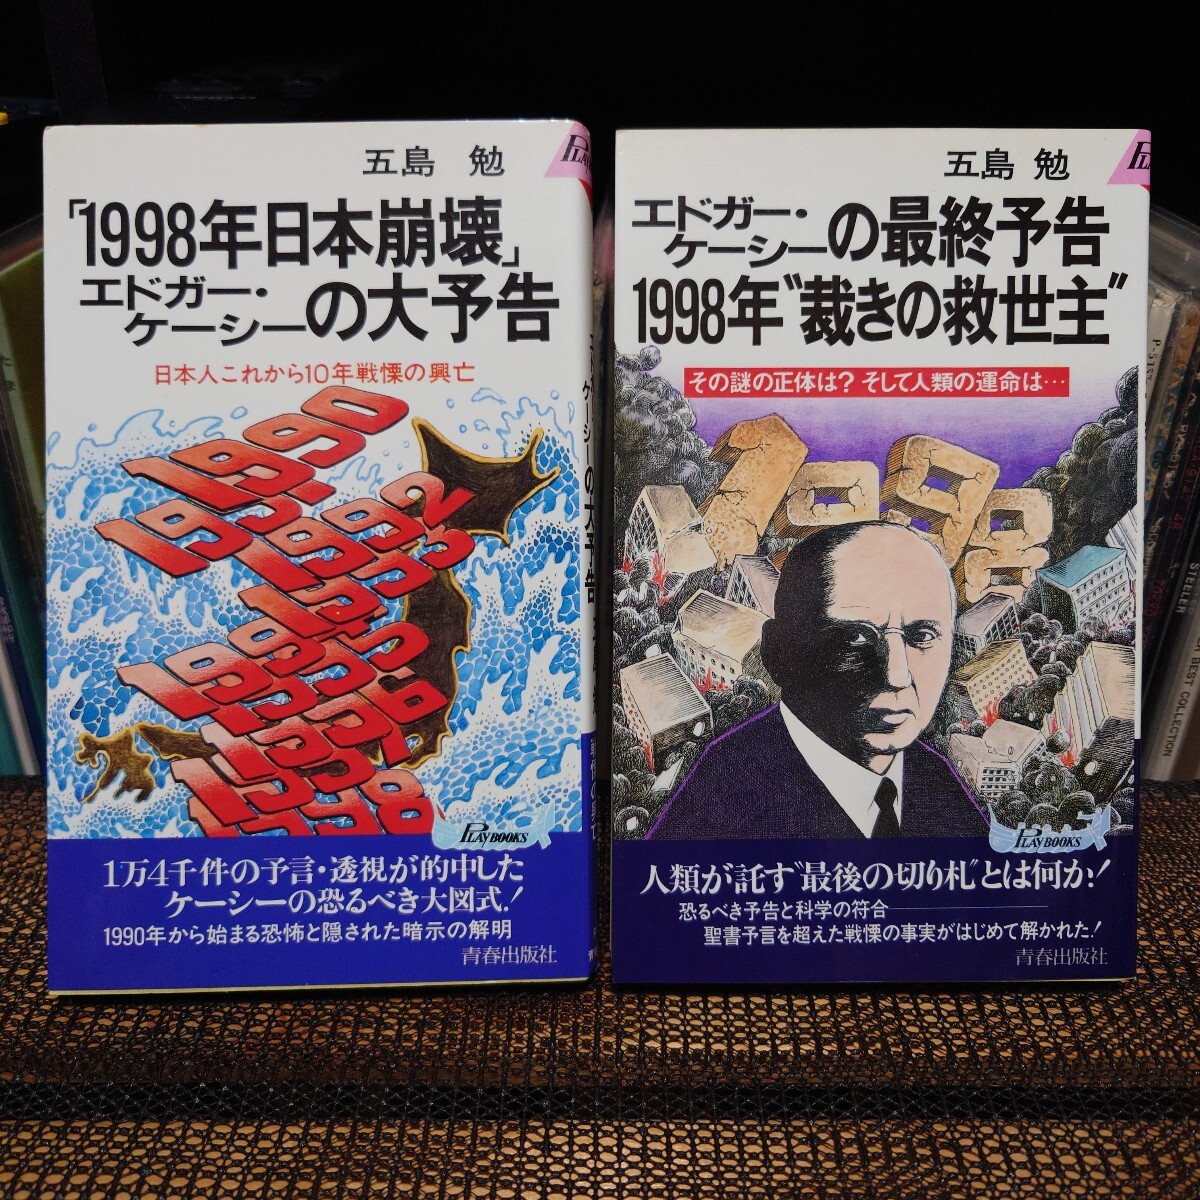 五島 勉
「1998年日本崩壊」
エドガー・
ケーシーの大予告
日本人これから10年戦慄の興亡
1990
1992
PLAYBOOKS
1万4千件の予言・透視が的中した
ケーシーの恐るべき大図式!
1990年から始まる恐怖と隠された暗示の解明
青春出版社
五島 勉
エドガー・
ケーシーの最終予告
1998年“裁きの救世主”
その謎の正体は? そして人類の運命は…
1998
PLAYBOOKS
人類が託す“最後の切り札”とは何か!
恐るべき予告と科学の符合
聖書予言を超えた戦慄の事実がはじめて解かれた!
青春出版社
STEELER
BEST COLLECTION